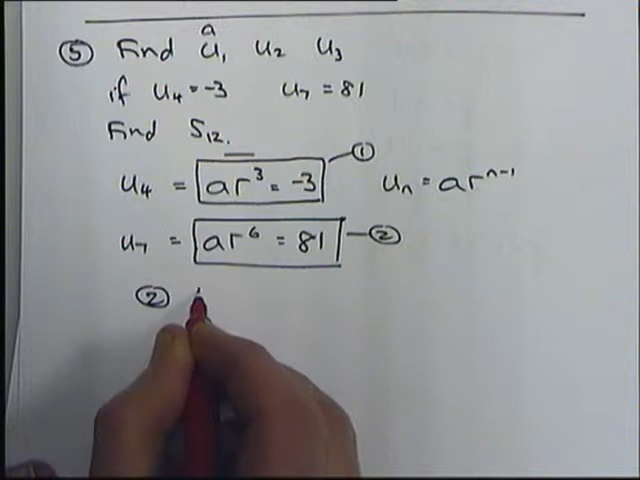 ⑤ Find u₁ u₂ u₃
a
if u₄ = -3 u₇ = 81
Find S₁₂.
u₄ = ar³ = -3 ① uₙ = arⁿ⁻¹
u₇ = ar⁶ = 81 ②
②